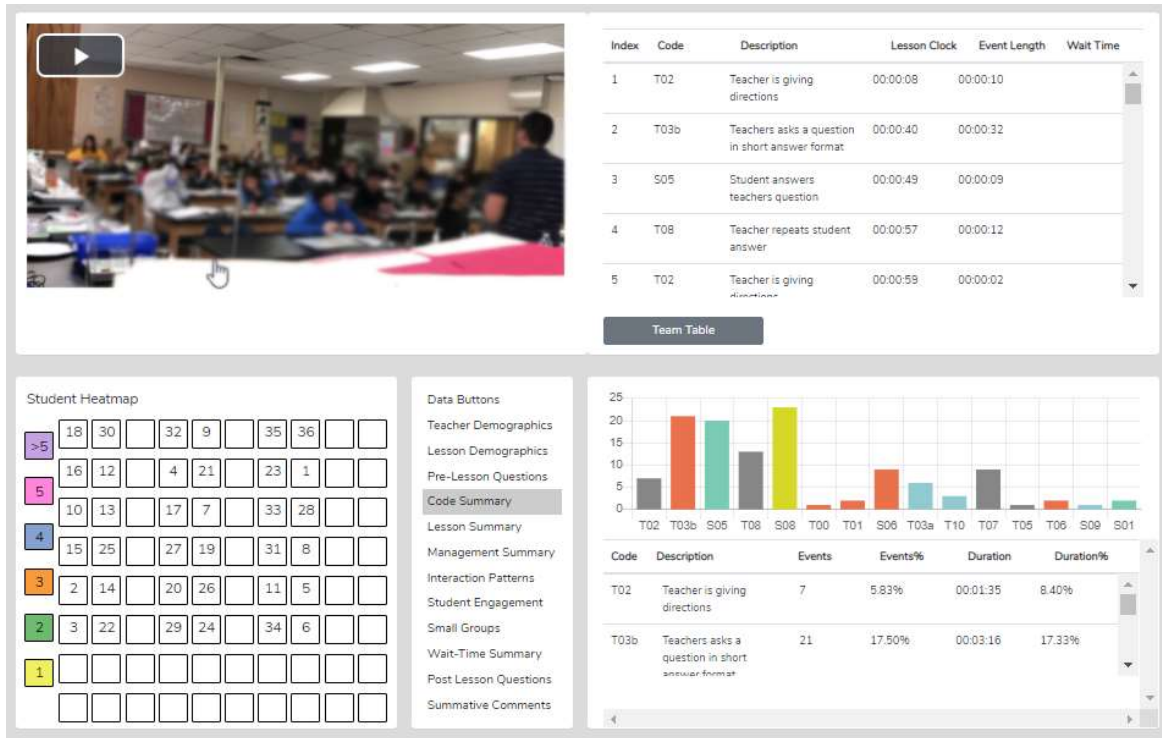 Index Code Description Lesson Clock Event Length Wait Time
1 T02 Teacher is giving 00:00:08 00:00:10
directions
2 T03b Teachers asks a question 00:00:40 00:00:32
in short answer format
3 S05 Student answers 00:00:49 00:00:09
teachers question
4 T08 Teacher repeats student 00:00:57 00:00:12
answer
5 T02 Teacher is giving 00:00:59 00:00:02
directions
Team Table
Student Heatmap
>5
5
4
3
2
1
18 30 32 9 35 36
16 12 4 21 23 1
10 13 17 7 33 28
15 25 27 19 31 8
2 14 20 26 11 5
3 22 29 24 34 6
Data Buttons
Teacher Demographics
Lesson Demographics
Pre-Lesson Questions
Code Summary
Lesson Summary
Management Summary
Interaction Patterns
Student Engagement
Small Groups
Wait-Time Summary
Post Lesson Questions
Summative Comments
25
20
15
10
5
0
T02 T03b S05 T08 S08 T00 T01 S06 T03a T10 T07 T05 T06 S09 S01
Code Description Events Events% Duration Duration%
T02 Teacher is giving 7 5.83% 00:01:35 8.40%
directions
T03b Teachers asks a 21 17.50% 00:03:16 17.33%
question in short
answer format